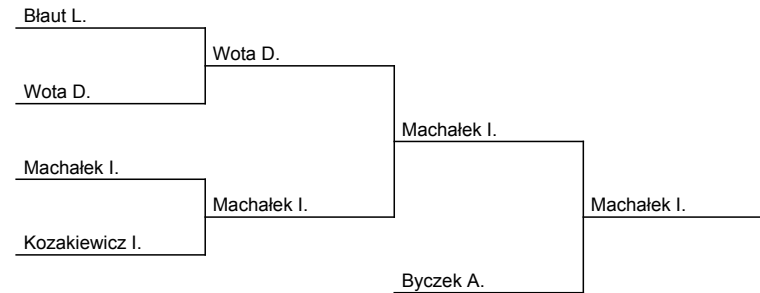 Błaut L.
Wota D.
Wota D.
Machałek I.
Machałek I.
Machałek I.
Machałek I.
Kozakiewicz I.
Byczek A.